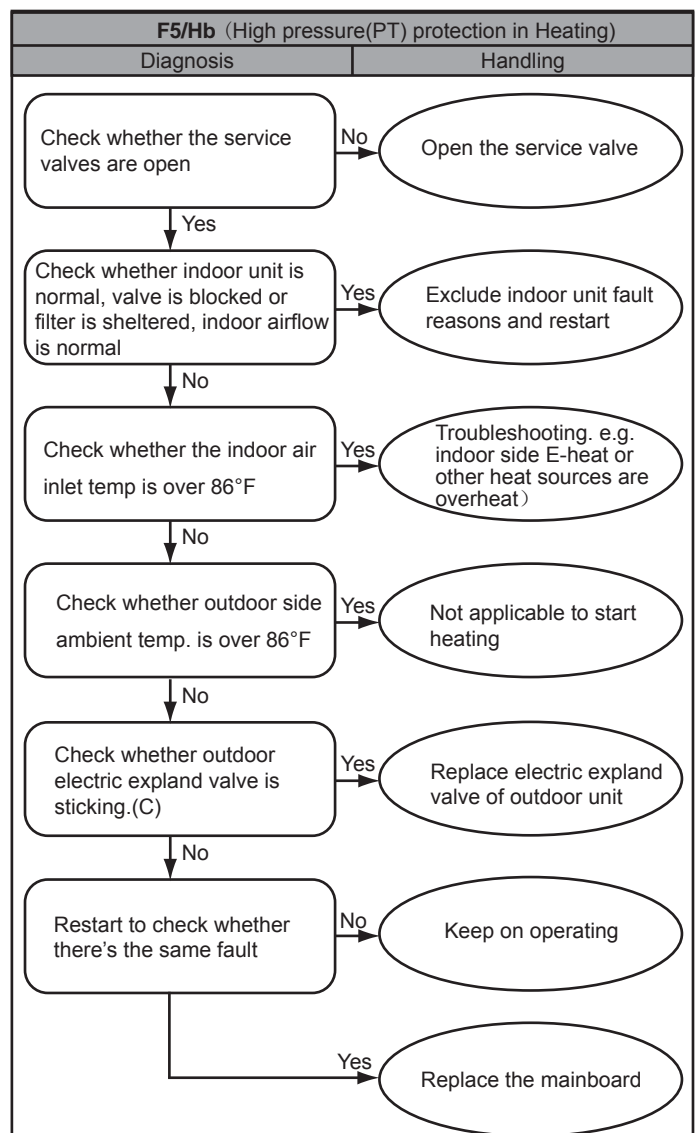 F5/Hb（High pressure(PT) protection in Heating)
Diagnosis
Handling
Check whether the service
valves are open
No
Open the service valve
Yes
Check whether indoor unit is
normal, valve is blocked or
filter is sheltered, indoor airflow
is normal
Yes
Exclude indoor unit fault
reasons and restart
No
Check whether the indoor air
inlet temp is over 86°F
Yes
Troubleshooting. e.g.
indoor side E-heat or
other heat sources are
overheat）
No
Check whether outdoor side
ambient temp. is over 86°F
Yes
Not applicable to start
heating
No
Check whether outdoor
electric expland valve is
sticking.(C)
Yes
Replace electric expland
valve of outdoor unit
No
Restart to check whether
there's the same fault
No
Keep on operating
Yes
Replace the mainboard